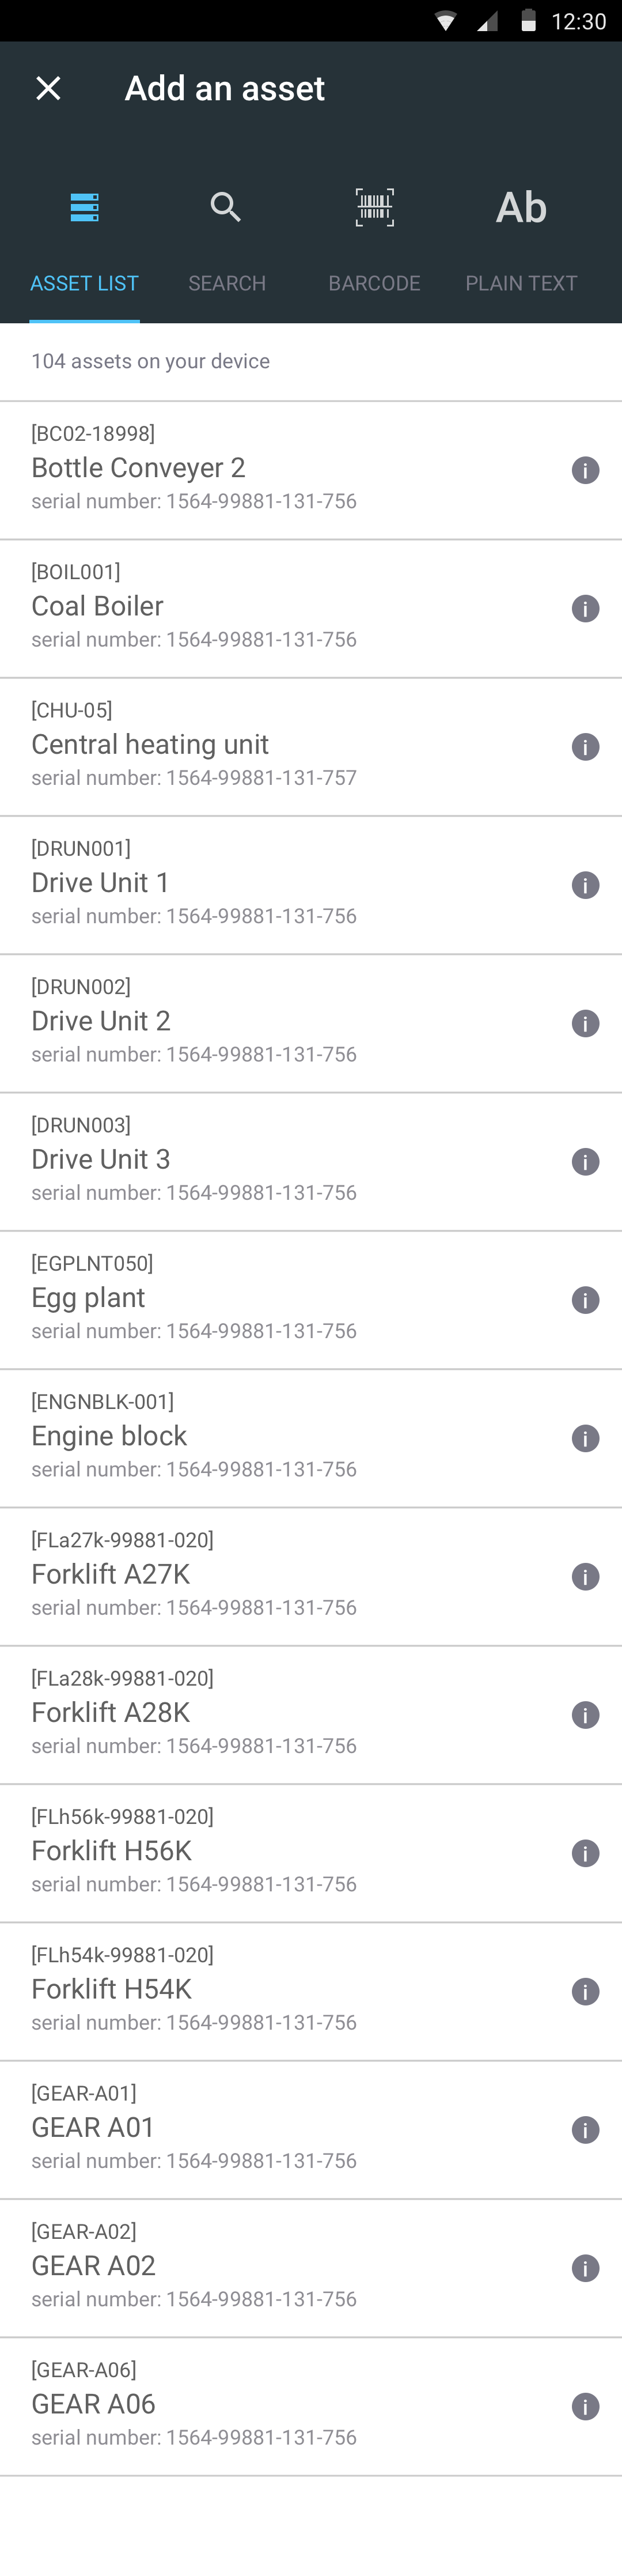 12:30
Add an asset
Ab
ASSET LIST SEARCH BARCODE PLAIN TEXT
104 assets on your device
[BC02-18998]
Bottle Conveyer 2
serial number: 1564-99881-131-756
[BOIL001]
Coal Boiler
serial number: 1564-99881-131-756
[CHU-05]
Central heating unit
serial number: 1564-99881-131-757
[DRUN001]
Drive Unit 1
serial number: 1564-99881-131-756
[DRUN002]
Drive Unit 2
serial number: 1564-99881-131-756
[DRUN003]
Drive Unit 3
serial number: 1564-99881-131-756
[EGPLNT050]
Egg plant
serial number: 1564-99881-131-756
[ENGNBLK-001]
Engine block
serial number: 1564-99881-131-756
[FLa27k-99881-020]
Forklift A27K
serial number: 1564-99881-131-756
[FLa28k-99881-020]
Forklift A28K
serial number: 1564-99881-131-756
[FLh56k-99881-020]
Forklift H56K
serial number: 1564-99881-131-756
[FLh54k-99881-020]
Forklift H54K
serial number: 1564-99881-131-756
[GEAR-A01]
GEAR A01
serial number: 1564-99881-131-756
[GEAR-A02]
GEAR A02
serial number: 1564-99881-131-756
[GEAR-A06]
GEAR A06
serial number: 1564-99881-131-756